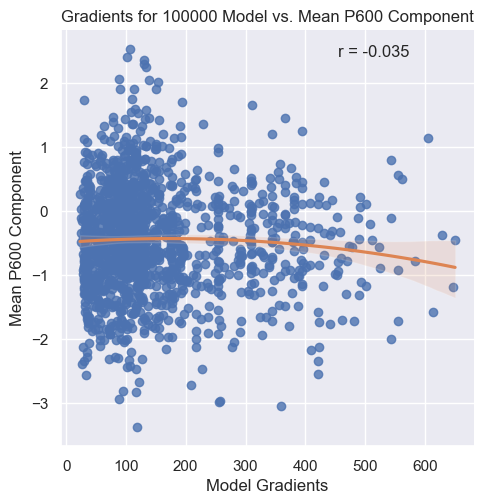 Gradients for 100000 Model vs. Mean P600 Component
r = -0.035
2
1
0
−1
−2
−3
Mean P600 Component
0 100 200 300 400 500 600
Model Gradients